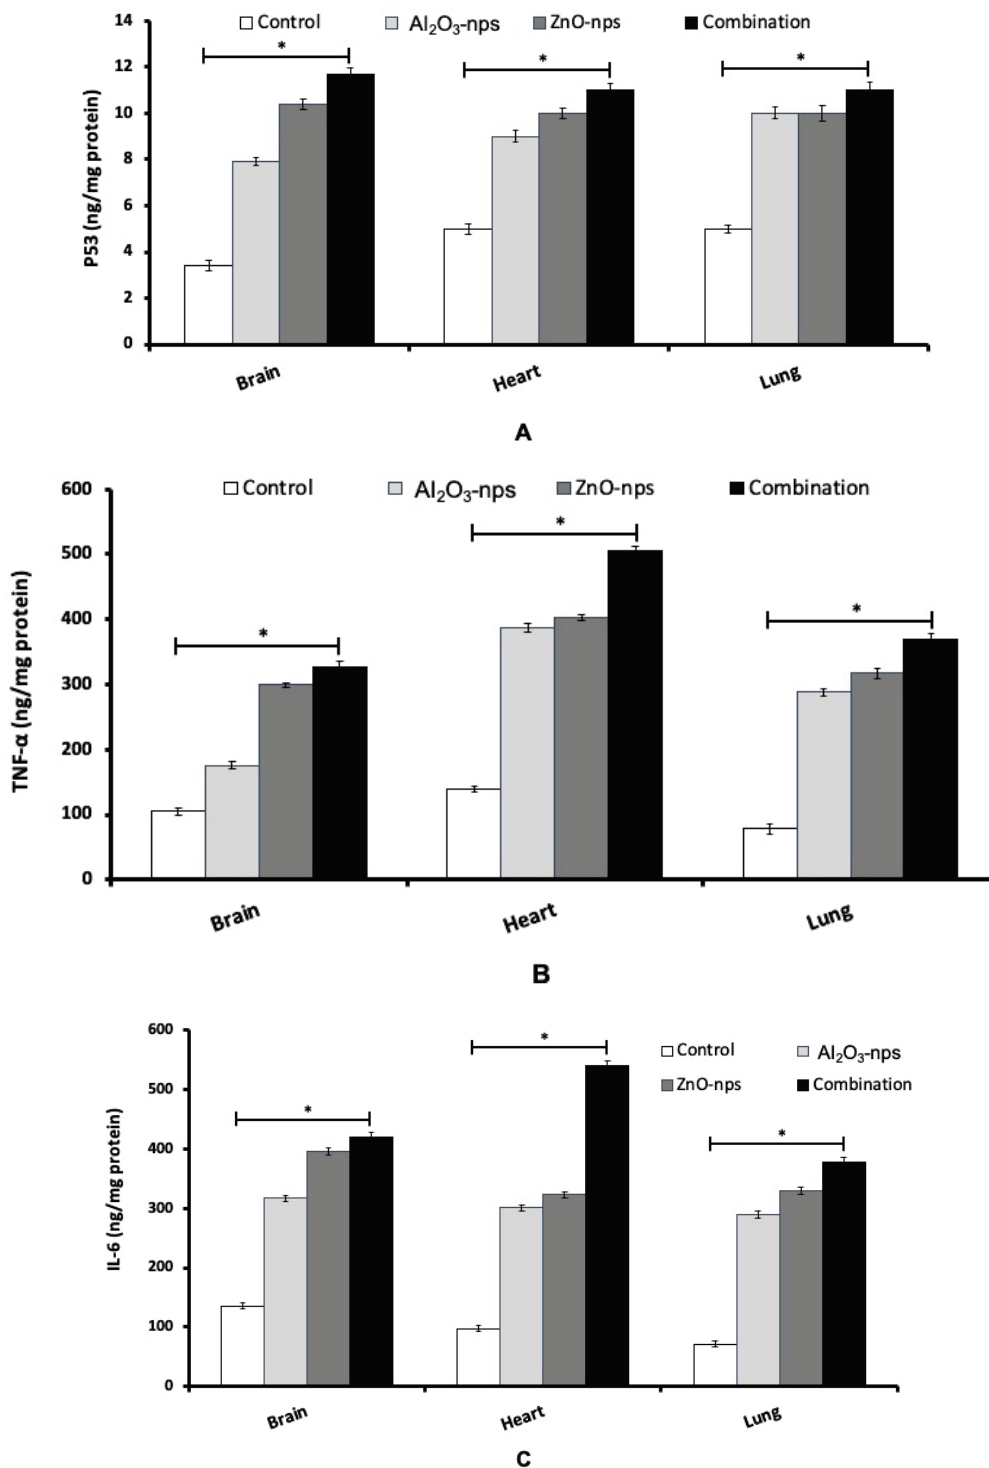 Control Al₂O₃-nps ZnO-nps Combination
P53 (ng/mg protein)
14
12
10
8
6
4
2
0
* * *
Brain Heart Lung
A
Control Al₂O₃-nps ZnO-nps Combination
TNF-α (ng/mg protein)
600
500
400
300
200
100
0
* * *
Brain Heart Lung
B
Control Al₂O₃-nps
ZnO-nps Combination
IL-6 (ng/mg protein)
600
500
400
300
200
100
0
* * *
Brain Heart Lung
C